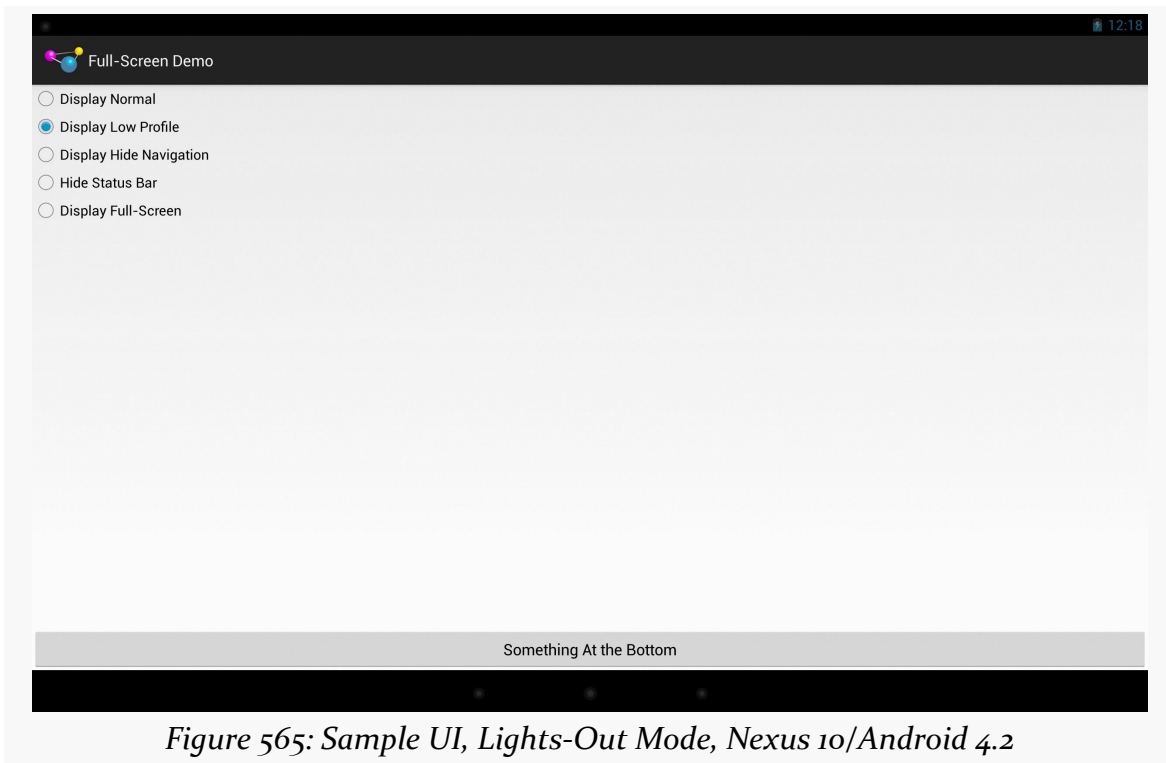 12:18
Full-Screen Demo
Display Normal
Display Low Profile
Display Hide Navigation
Hide Status Bar
Display Full-Screen
Something At the Bottom
Figure 565: Sample UI, Lights-Out Mode, Nexus 10/Android 4.2